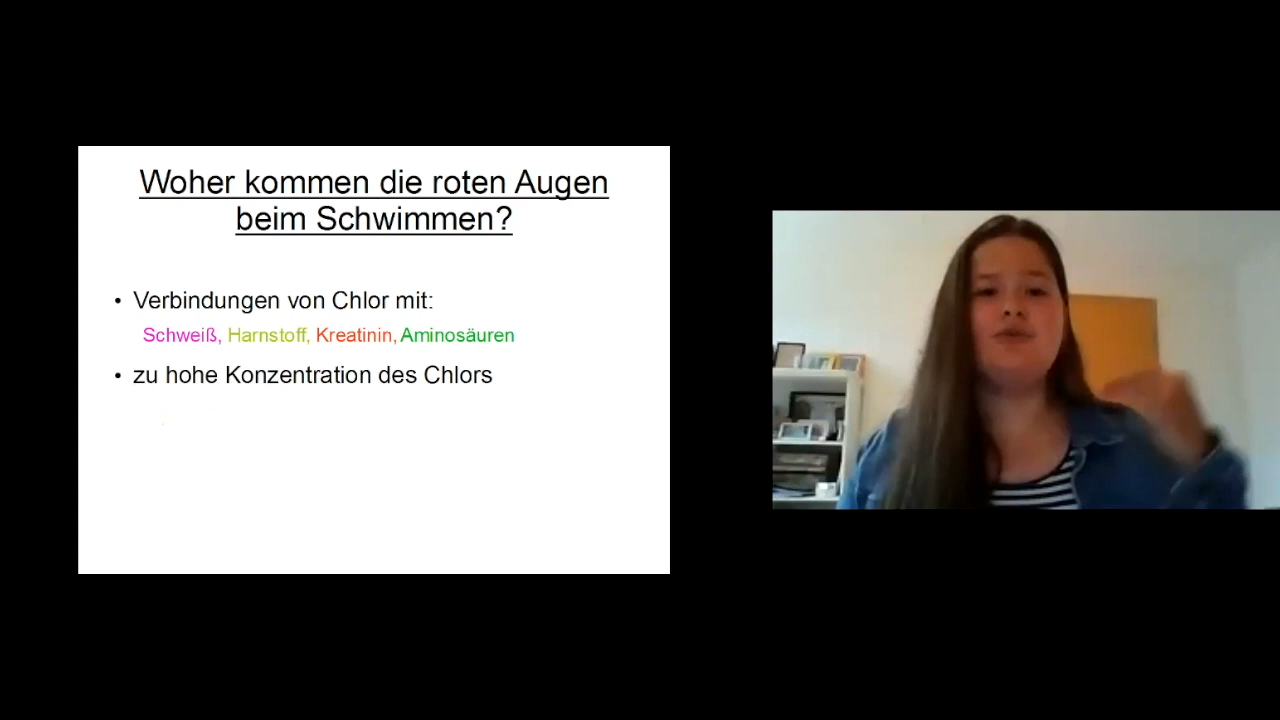 Woher kommen die roten Augen
beim Schwimmen?
• Verbindungen von Chlor mit:
Schweiß, Harnstoff, Kreatinin, Aminosäuren
• zu hohe Konzentration des Chlors